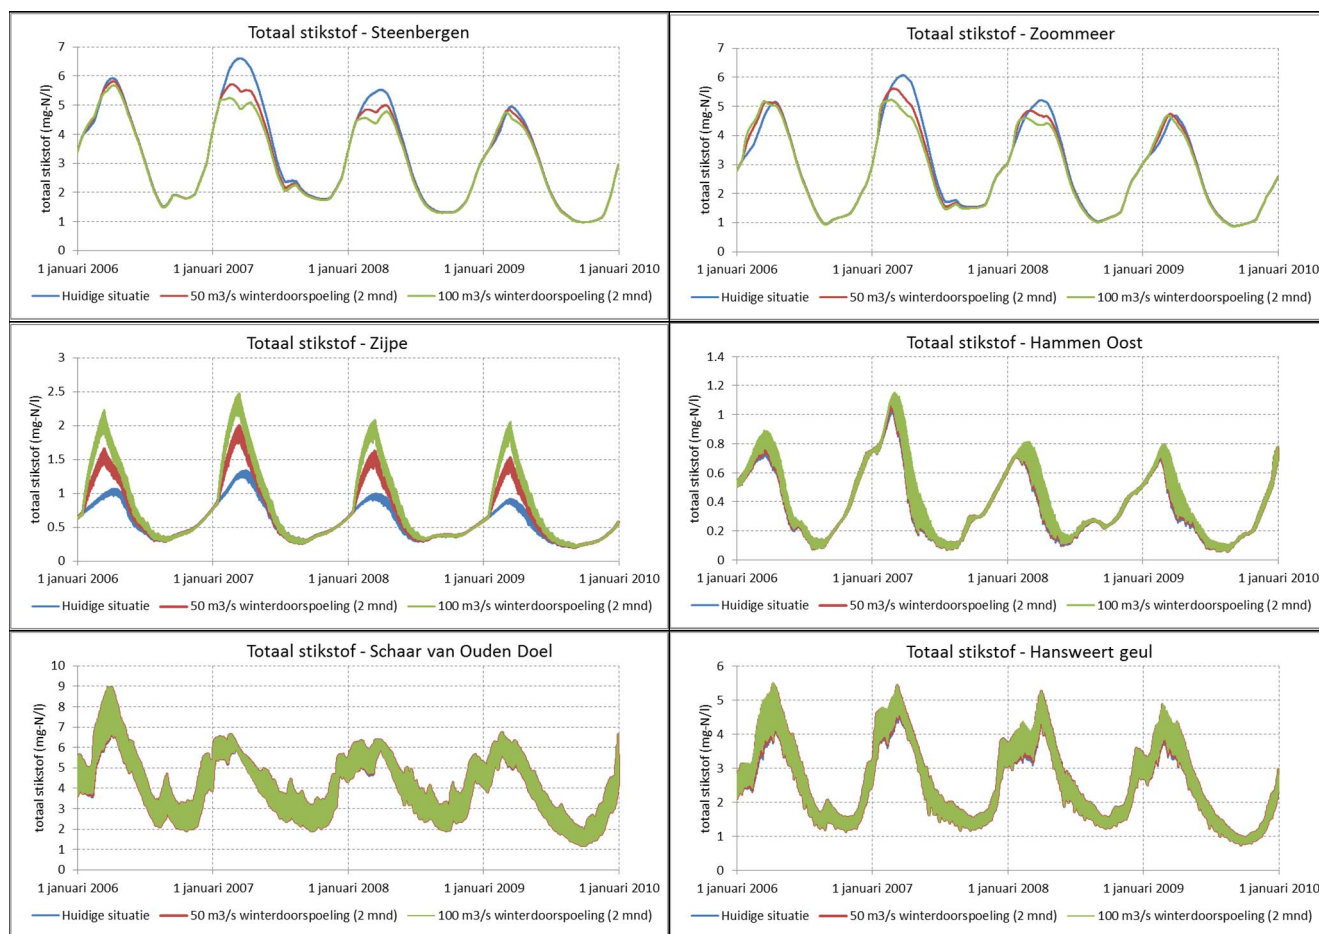 Totaal stikstof - Steenbergen
totaal stikstof (mg-N/l)
7
6
5
4
3
2
1
0
1 januari 2006 1 januari 2007 1 januari 2008 1 januari 2009 1 januari 2010
Huidige situatie 50 m3/s winterdoorspoeling (2 mnd) 100 m3/s winterdoorspoeling (2 mnd)
Totaal stikstof - Zoommeer
totaal stikstof (mg-N/l)
7
6
5
4
3
2
1
0
1 januari 2006 1 januari 2007 1 januari 2008 1 januari 2009 1 januari 2010
Huidige situatie 50 m3/s winterdoorspoeling (2 mnd) 100 m3/s winterdoorspoeling (2 mnd)
Totaal stikstof - Zijpe
totaal stikstof (mg-N/l)
3
2.5
2
1.5
1
0.5
0
1 januari 2006 1 januari 2007 1 januari 2008 1 januari 2009 1 januari 2010
Huidige situatie 50 m3/s winterdoorspoeling (2 mnd) 100 m3/s winterdoorspoeling (2 mnd)
Totaal stikstof - Hammen Oost
totaal stikstof (mg-N/l)
1.4
1.2
1
0.8
0.6
0.4
0.2
0
1 januari 2006 1 januari 2007 1 januari 2008 1 januari 2009 1 januari 2010
Huidige situatie 50 m3/s winterdoorspoeling (2 mnd) 100 m3/s winterdoorspoeling (2 mnd)
Totaal stikstof - Schaar van Ouden Doel
totaal stikstof (mg-N/l)
10
9
8
7
6
5
4
3
2
1
0
1 januari 2006 1 januari 2007 1 januari 2008 1 januari 2009 1 januari 2010
Huidige situatie 50 m3/s winterdoorspoeling (2 mnd) 100 m3/s winterdoorspoeling (2 mnd)
Totaal stikstof - Hansweert geul
totaal stikstof (mg-N/l)
6
5
4
3
2
1
0
1 januari 2006 1 januari 2007 1 januari 2008 1 januari 2009 1 januari 2010
Huidige situatie 50 m3/s winterdoorspoeling (2 mnd) 100 m3/s winterdoorspoeling (2 mnd)